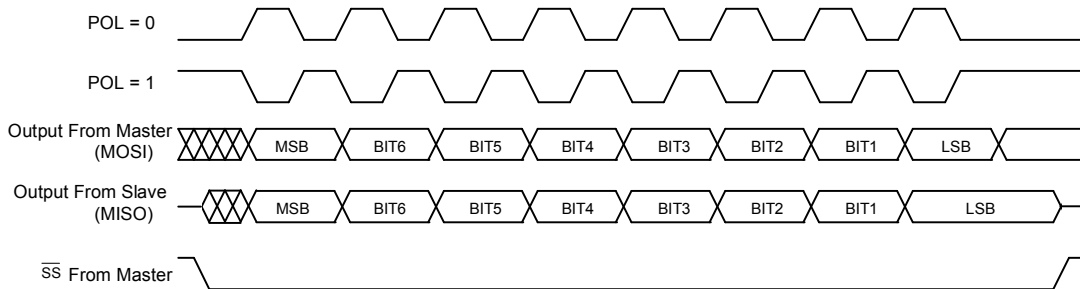 POL = 0
POL = 1
Output From Master
(MOSI)
MSB BIT6 BIT5 BIT4 BIT3 BIT2 BIT1 LSB
Output From Slave
(MISO)
MSB BIT6 BIT5 BIT4 BIT3 BIT2 BIT1 LSB
S̅S̅ From Master